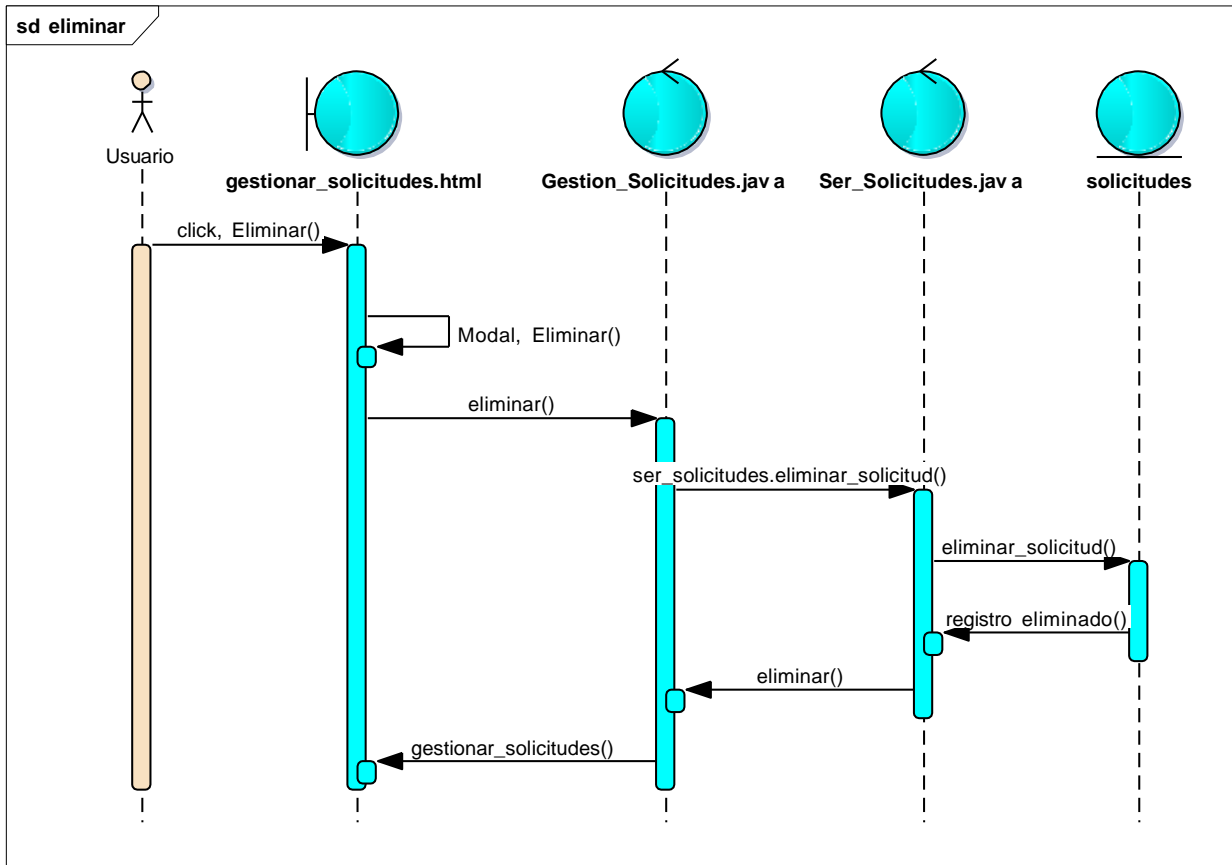 sd eliminar
Usuario
gestionar_solicitudes.html
Gestion_Solicitudes.jav a
Ser_Solicitudes.jav a
solicitudes
click, Eliminar()
Modal, Eliminar()
eliminar()
ser_solicitudes.eliminar_solicitud()
eliminar_solicitud()
registro eliminado()
eliminar()
gestionar_solicitudes()